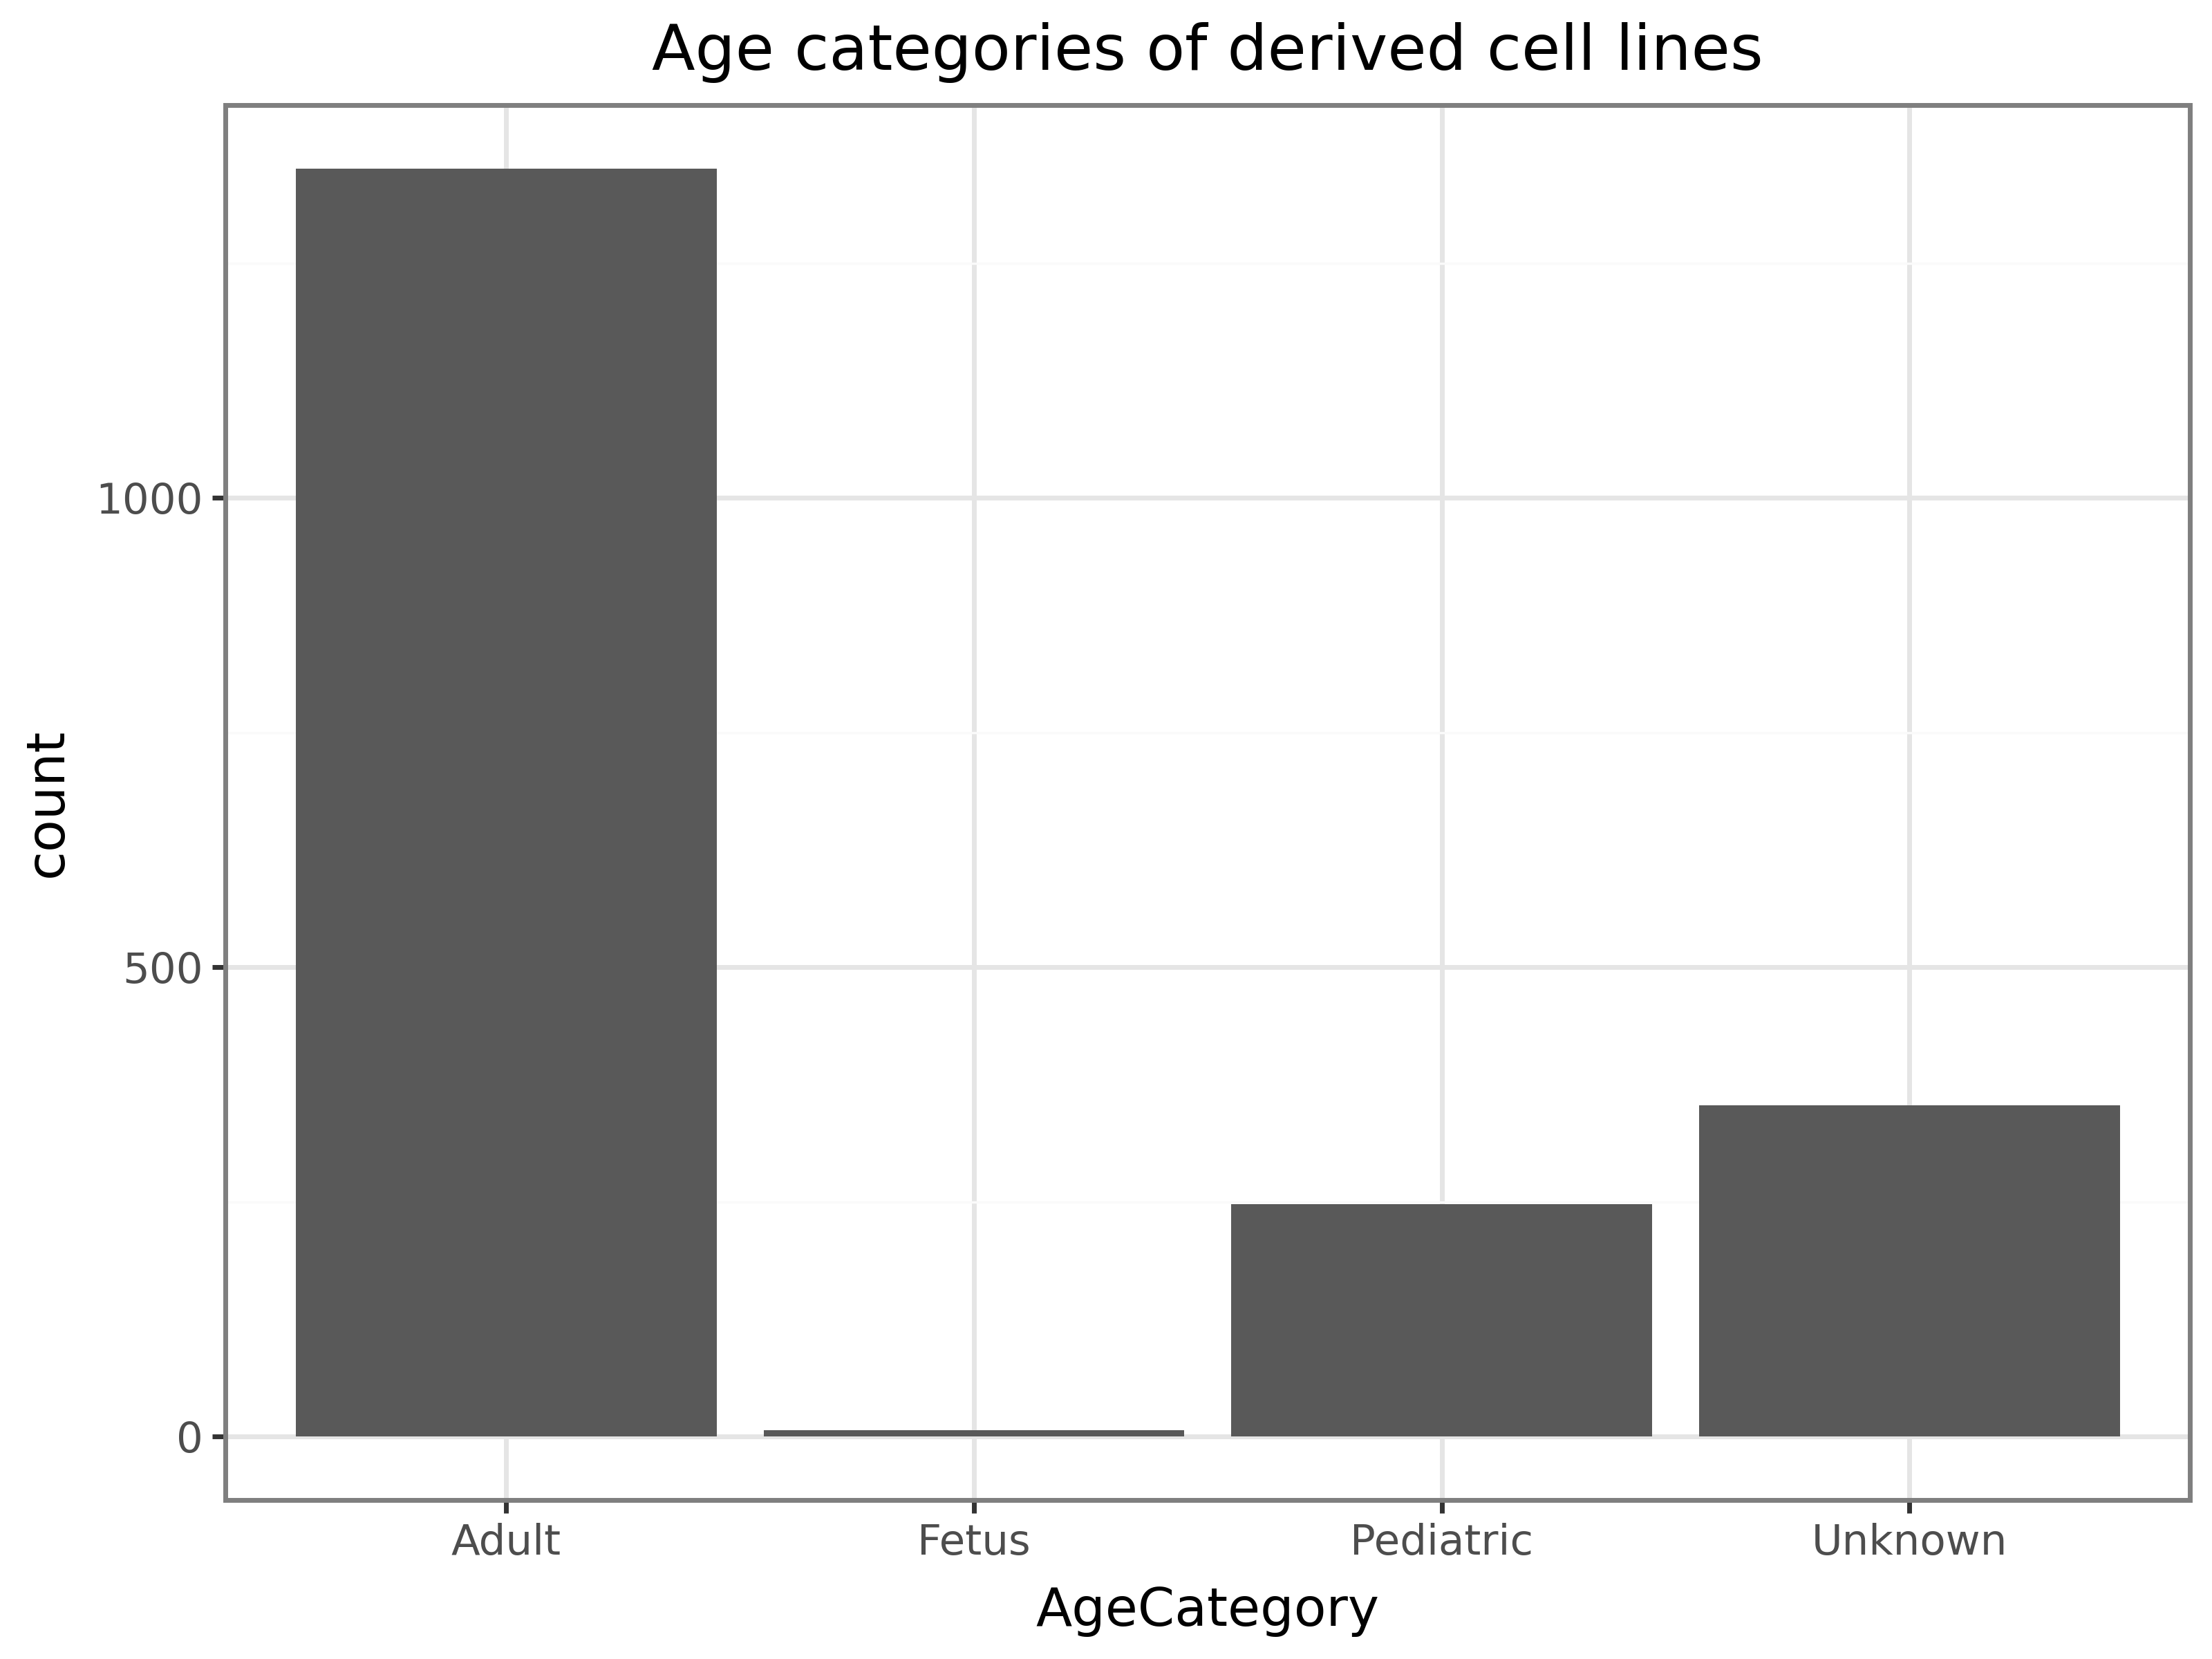 Age categories of derived cell lines
count
1000
500
0
Adult Fetus Pediatric Unknown
AgeCategory